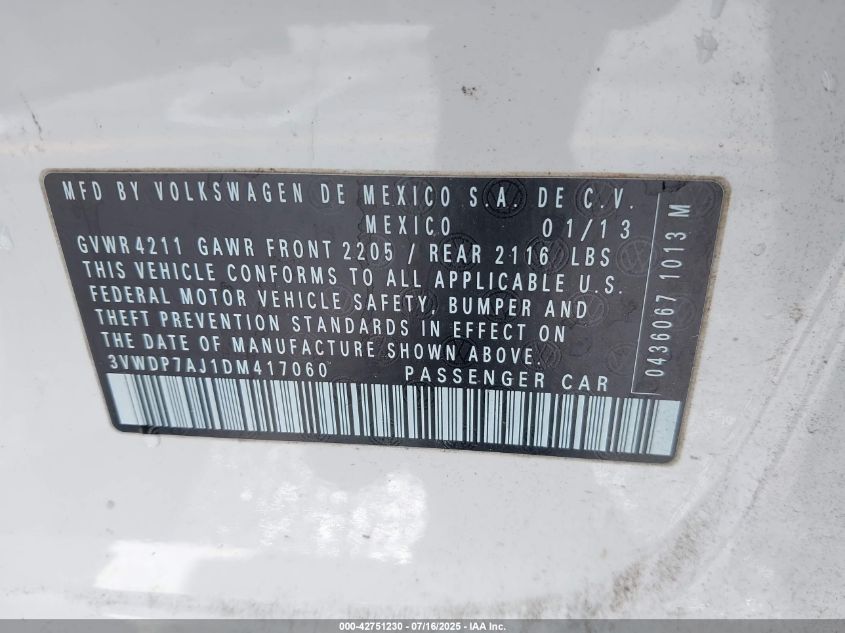 MFD BY VOLKSWAGEN DE MEXICO S.A. DE C.V.
MEXICO 01/13
GVWR 4211 GAWR FRONT 2205 / REAR 2116 LBS
THIS VEHICLE CONFORMS TO ALL APPLICABLE U.S.
FEDERAL MOTOR VEHICLE SAFETY, BUMPER AND
THEFT PREVENTION STANDARDS IN EFFECT ON
THE DATE OF MANUFACTURE SHOWN ABOVE.
3VWDP7AJ1DM417060 PASSENGER CAR
0436067 1013 M
000-42751230 - 07/16/2025 - IAA Inc.